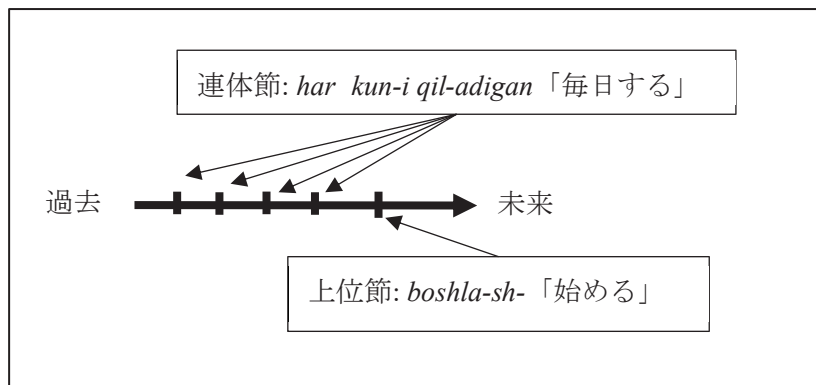 連体節: har kun-i qil-adigan「毎日する」
過去
未来
上位節: boshla-sh-「始める」